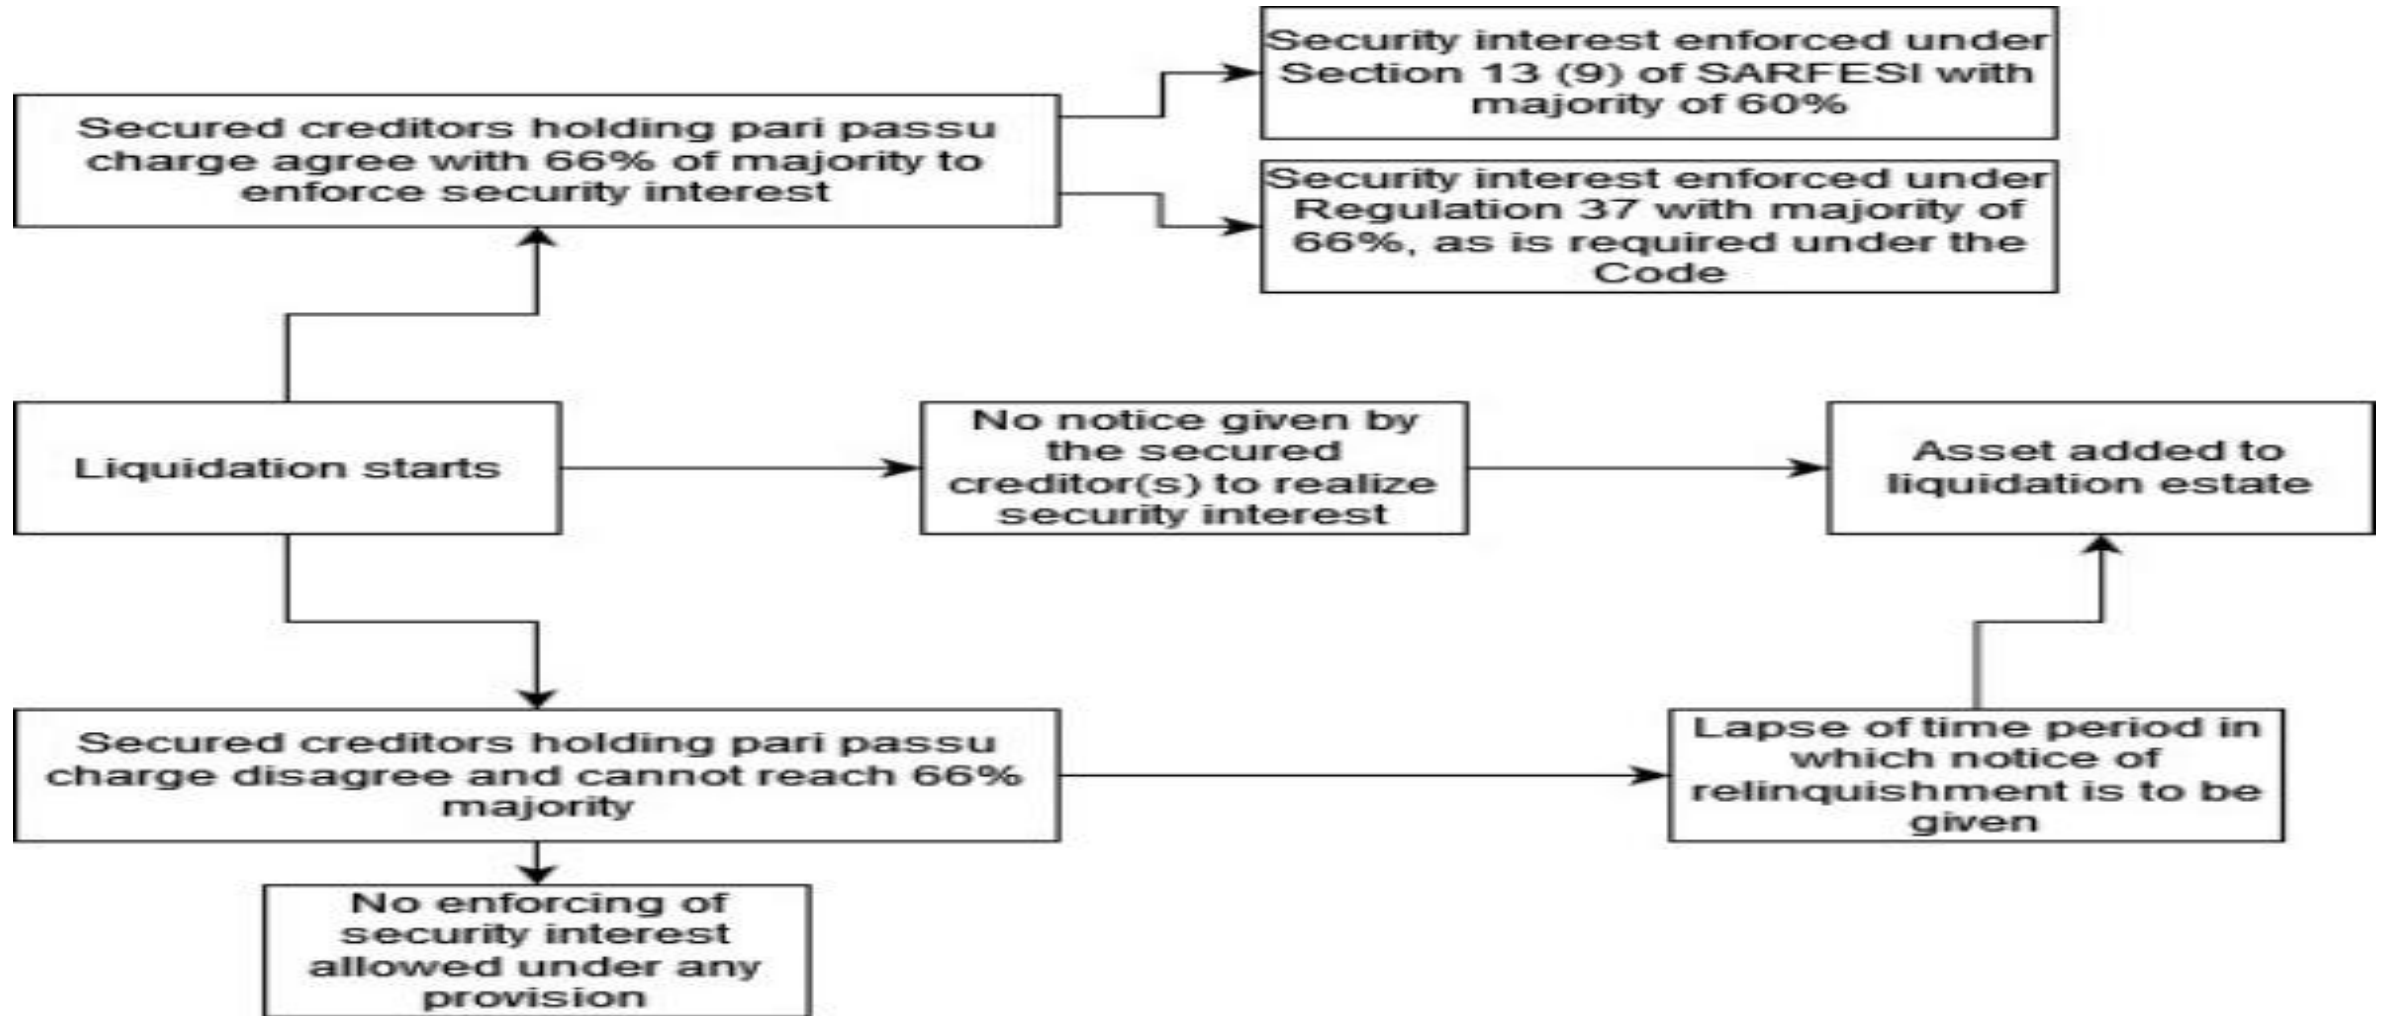 Security interest enforced under
Section 13 (9) of SARFESI with
majority of 60%
Secured creditors holding pari passu
charge agree with 66% of majority to
enforce security interest
Security interest enforced under
Regulation 37 with majority of
66%, as is required under the
Code
Liquidation starts
No notice given by
the secured
creditor(s) to realize
security interest
Asset added to
liquidation estate
Secured creditors holding pari passu
charge disagree and cannot reach 66%
majority
Lapse of time period in
which notice of
relinquishment is to be
given
No enforcing of
security interest
allowed under any
provision